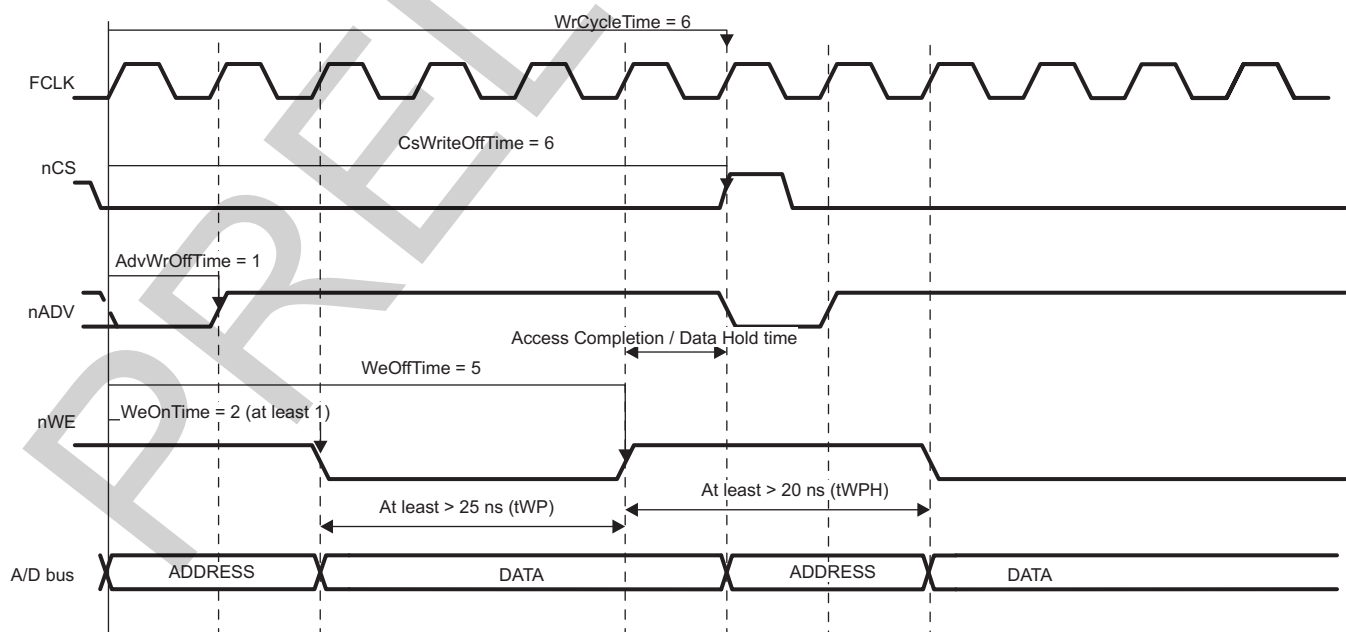 WrCycleTime = 6
FCLK
CsWriteOffTime = 6
nCS
AdvWrOffTime = 1
nADV
Access Completion / Data Hold time
WeOffTime = 5
WeOnTime = 2 (at least 1)
nWE
At least > 25 ns (tWP)
At least > 20 ns (tWPH)
A/D bus
ADDRESS
DATA
ADDRESS
DATA
PREL